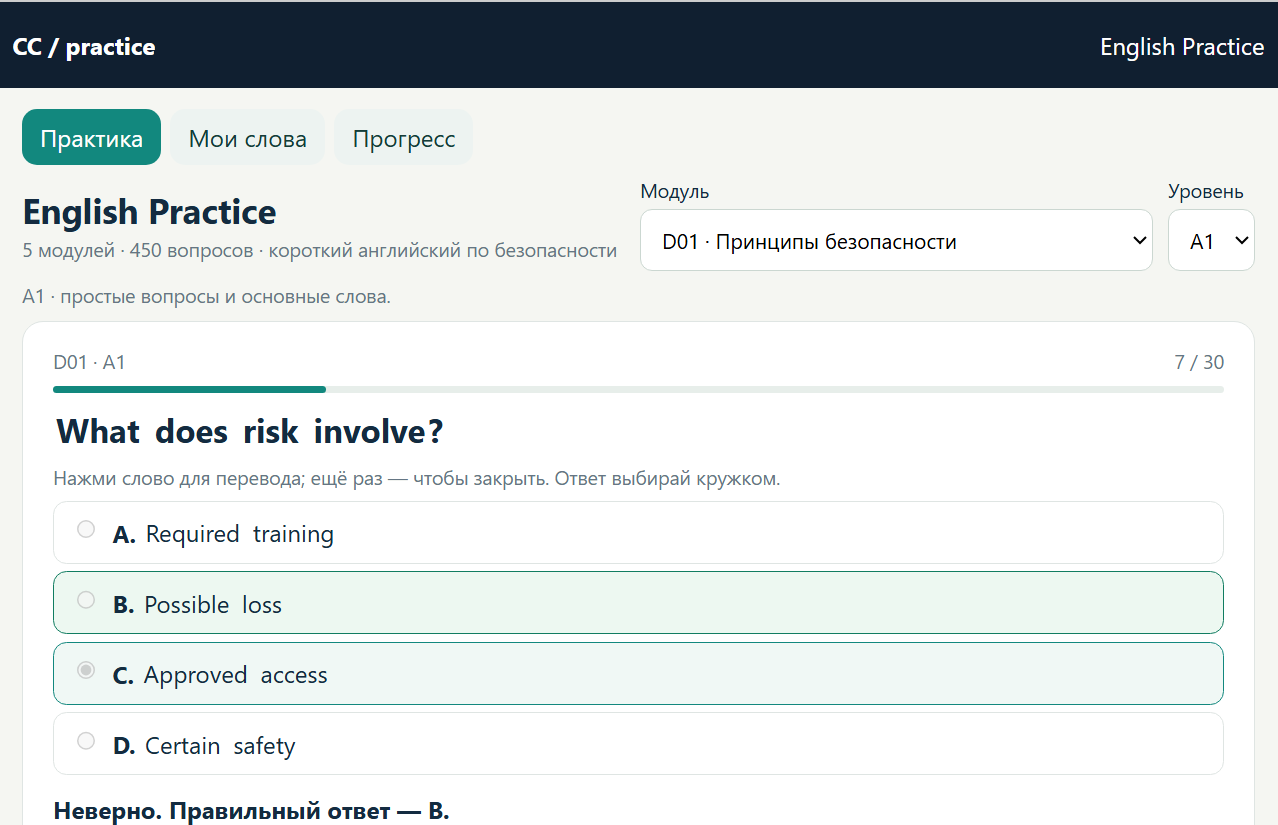 CC / practice
English Practice
Практика
Мои слова
Прогресс
English Practice
5 модулей · 450 вопросов · короткий английский по безопасности
Модуль
D01 · Принципы безопасности
Уровень
A1
A1 · простые вопросы и основные слова.
D01 · A1
7 / 30
What does risk involve?
Нажми слово для перевода; ещё раз — чтобы закрыть. Ответ выбирай кружком.
A. Required training
B. Possible loss
C. Approved access
D. Certain safety
Неверно. Правильный ответ — B.